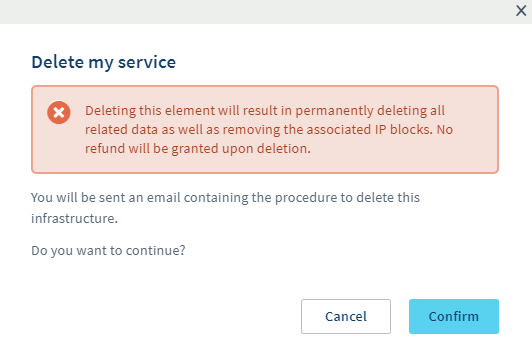 Delete my service
Deleting this element will result in permanently deleting all
related data as well as removing the associated IP blocks. No
refund will be granted upon deletion.
You will be sent an email containing the procedure to delete this
infrastructure.
Do you want to continue?
Cancel
Confirm